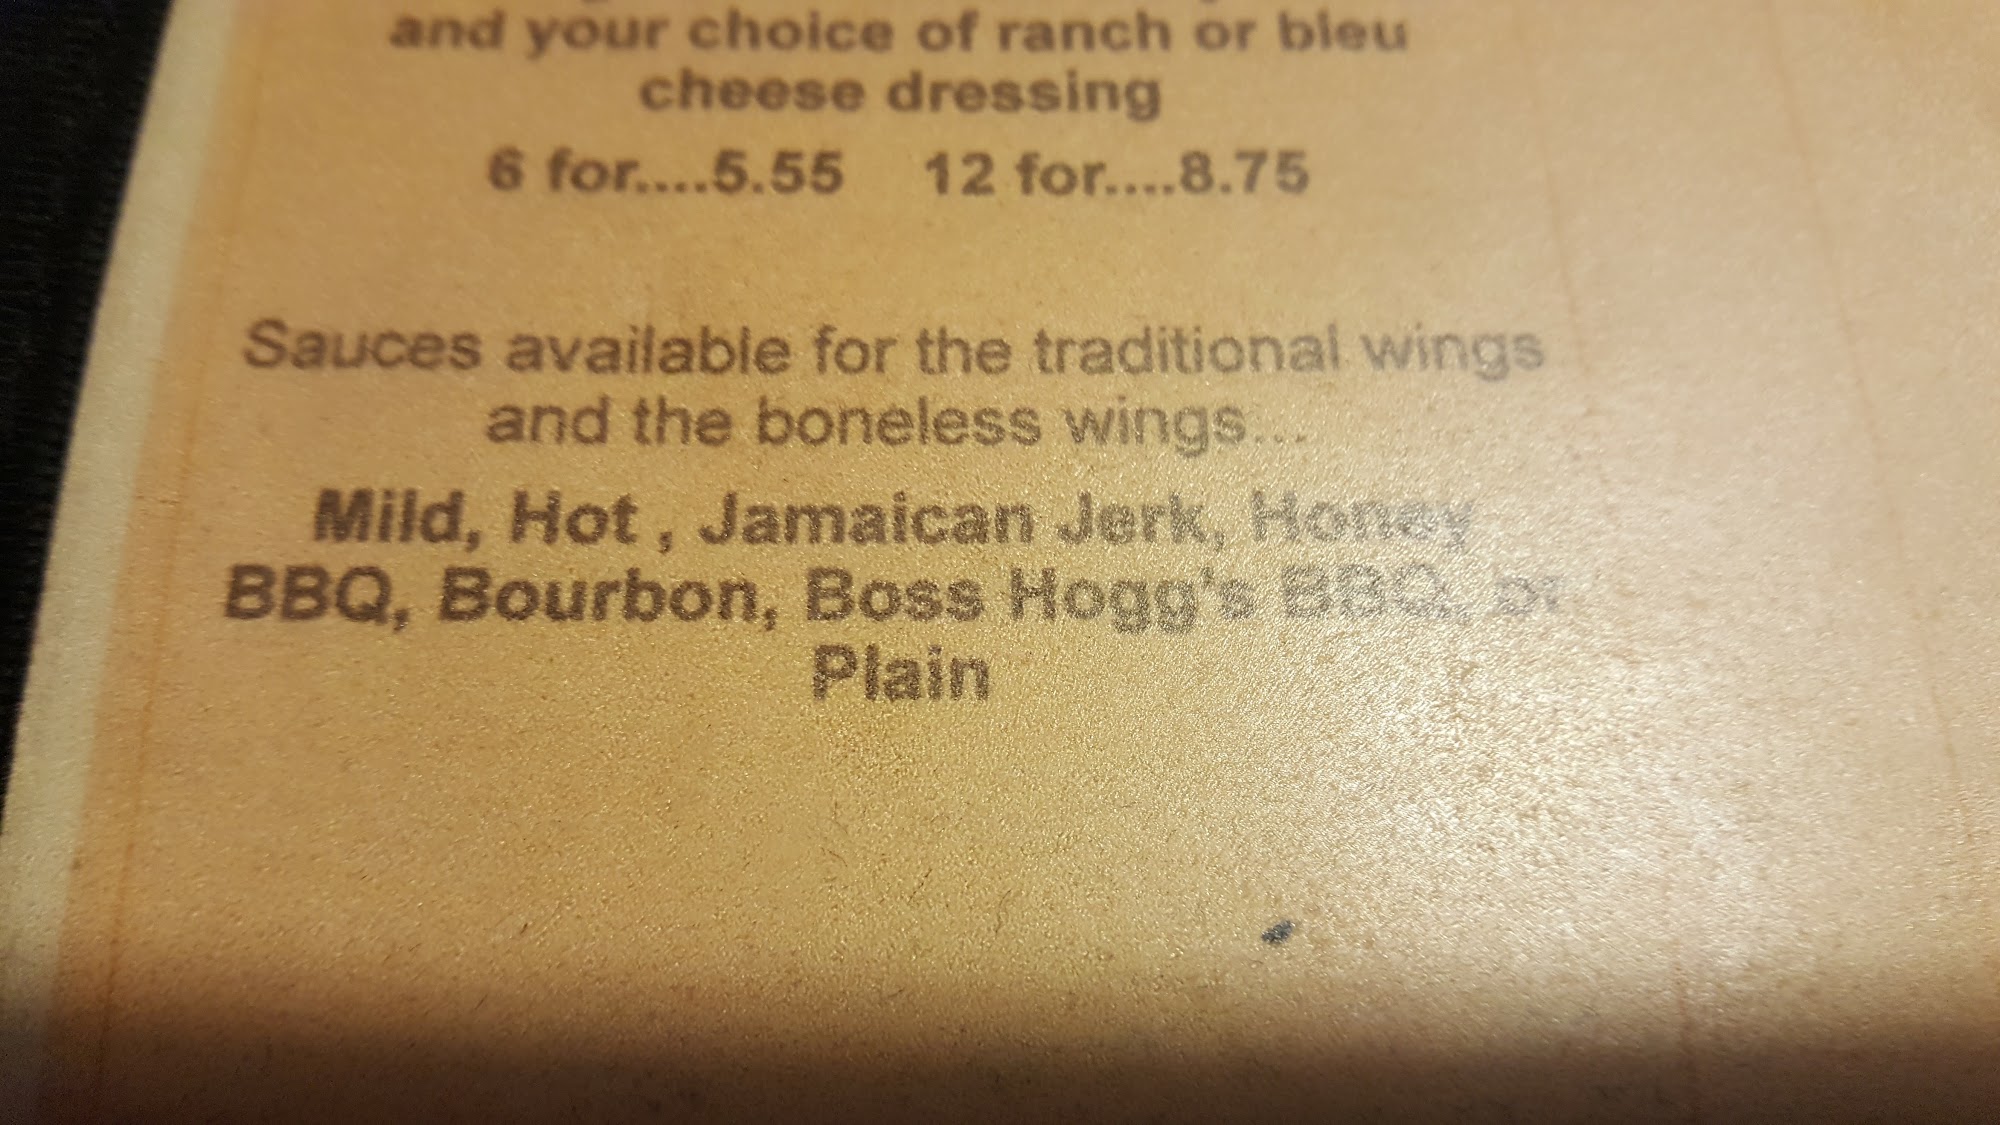 and your choice of ranch or bleu
cheese dressing
6 for....5.55 12 for....8.75
Sauces available for the traditional wings
and the boneless wings...
Mild, Hot , Jamaican Jerk, Honey
BBQ, Bourbon, Boss Hogg's BBQ, or
Plain